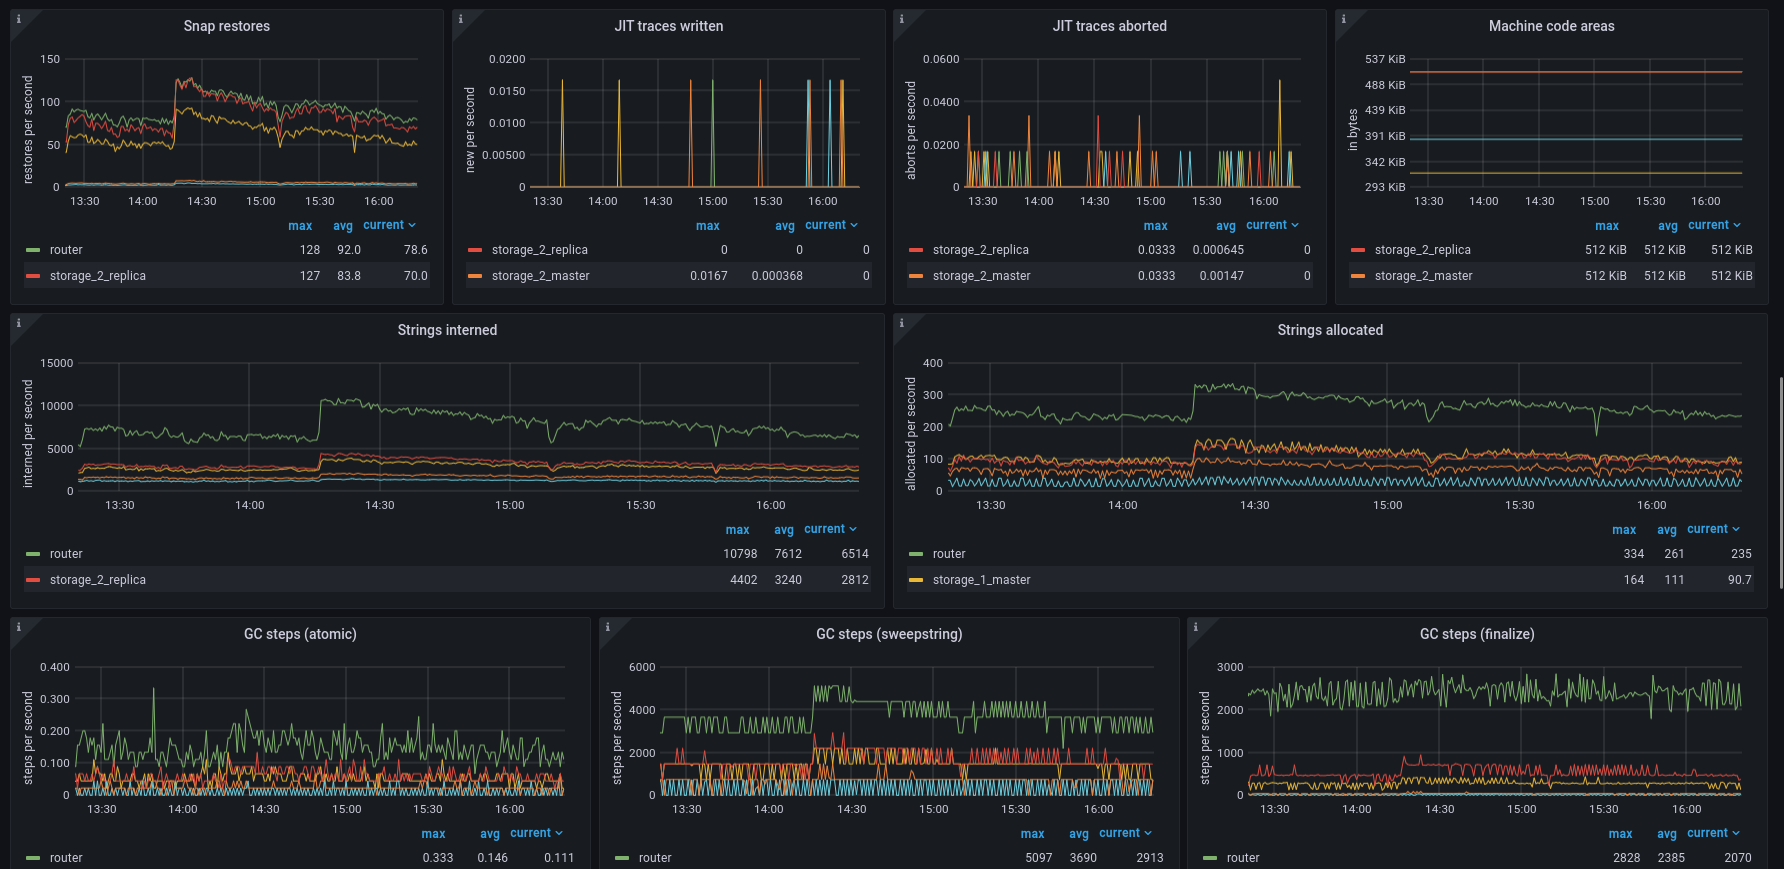 Snap restores
restores per second
150
100
50
0
13:30 14:00 14:30 15:00 15:30 16:00
max avg current
router 128 92.0 78.6
storage_2_replica 127 83.8 70.0
JIT traces written
new per second
0.0200
0.0150
0.0100
0.00500
0
13:30 14:00 14:30 15:00 15:30 16:00
max avg current
storage_2_replica 0 0 0
storage_2_master 0.0167 0.000368 0
JIT traces aborted
aborts per second
0.0600
0.0400
0.0200
0
13:30 14:00 14:30 15:00 15:30 16:00
max avg current
storage_2_replica 0.0333 0.000645 0
storage_2_master 0.0333 0.00147 0
Machine code areas
in bytes
537 KiB
488 KiB
439 KiB
391 KiB
342 KiB
293 KiB
13:30 14:00 14:30 15:00 15:30 16:00
max avg current
storage_2_replica 512 KiB 512 KiB 512 KiB
storage_2_master 512 KiB 512 KiB 512 KiB
Strings interned
interned per second
15000
10000
5000
0
13:30 14:00 14:30 15:00 15:30 16:00
max avg current
router 10798 7612 6514
storage_2_replica 4402 3240 2812
Strings allocated
allocated per second
400
300
200
100
0
13:30 14:00 14:30 15:00 15:30 16:00
max avg current
router 334 261 235
storage_1_master 164 111 90.7
GC steps (atomic)
steps per second
0.400
0.300
0.200
0.100
0
13:30 14:00 14:30 15:00 15:30 16:00
max avg current
router 0.333 0.146 0.111
GC steps (sweepstring)
steps per second
6000
4000
2000
0
13:30 14:00 14:30 15:00 15:30 16:00
max avg current
router 5097 3690 2913
GC steps (finalize)
steps per second
3000
2000
1000
0
13:30 14:00 14:30 15:00 15:30 16:00
max avg current
router 2828 2385 2070